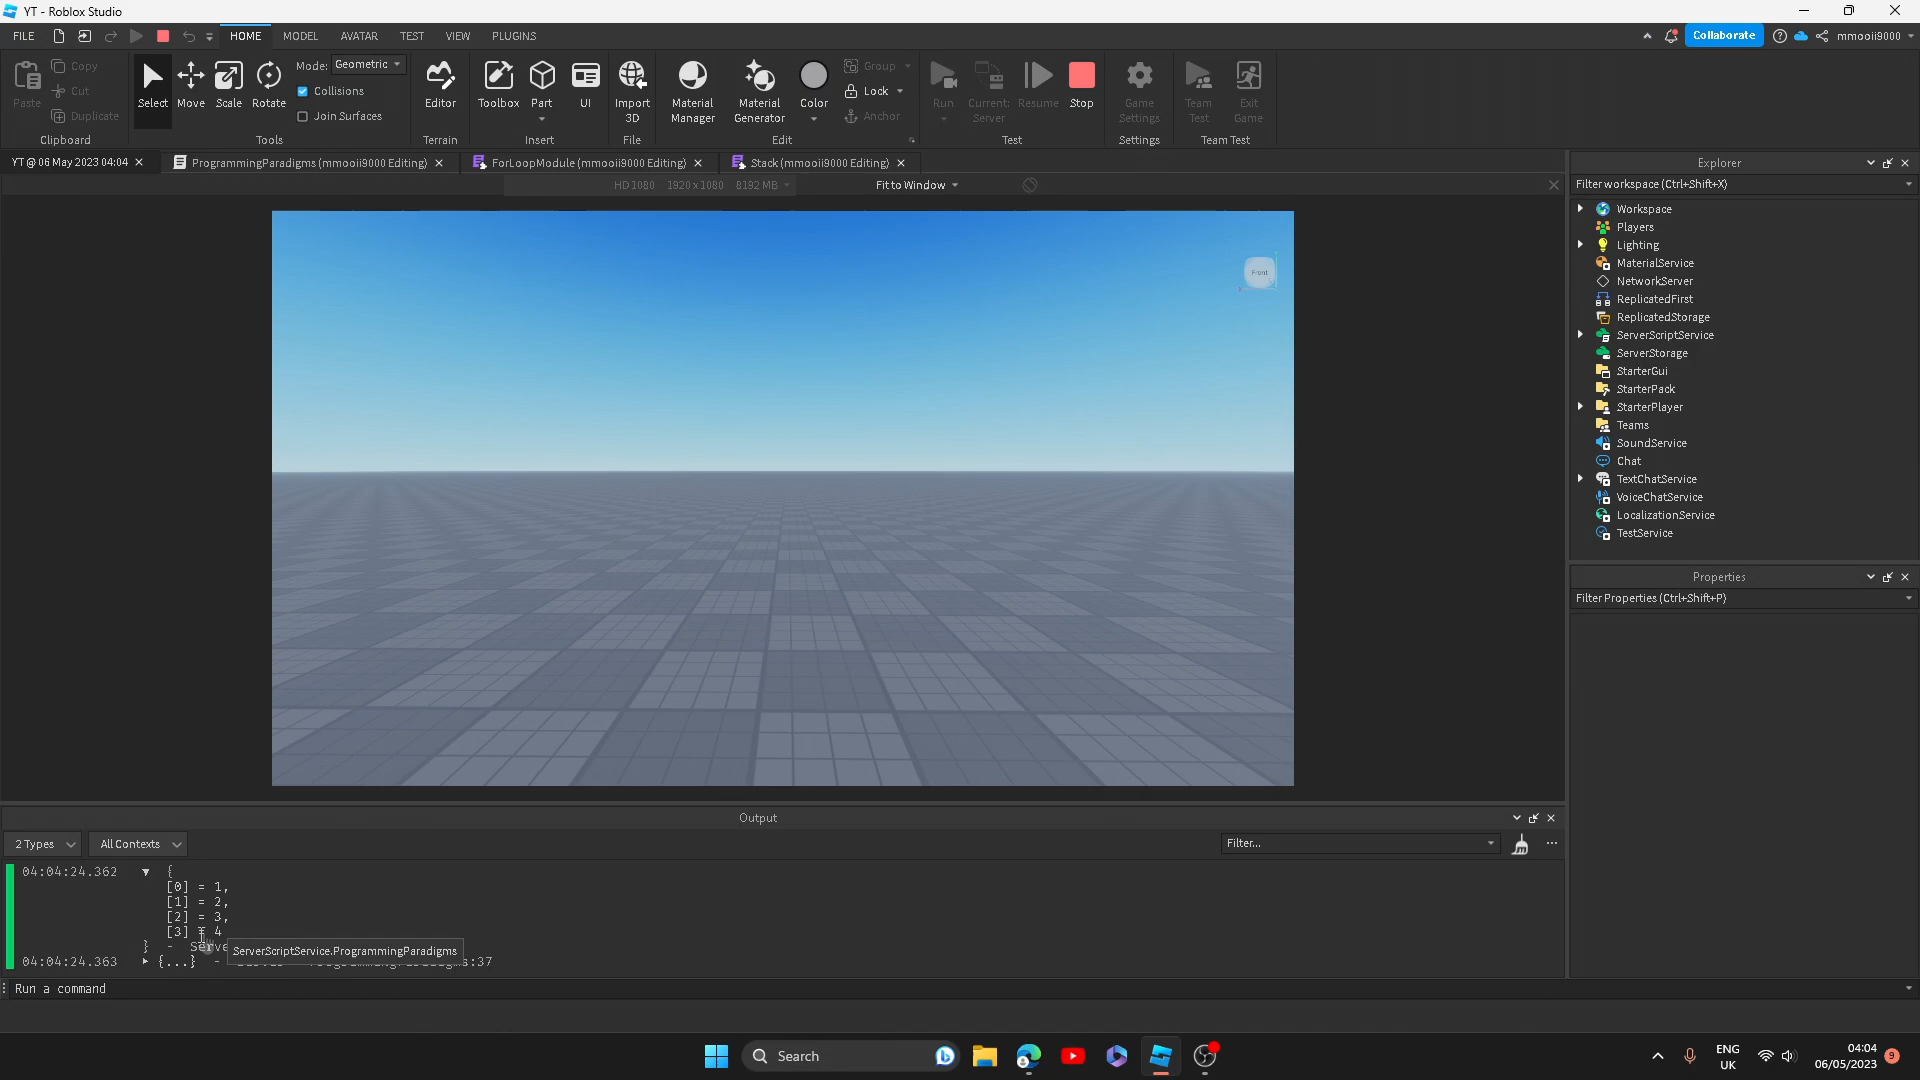 YT - Roblox Studio
FILE HOME MODEL AVATAR TEST VIEW PLUGINS Collaborate mmooii9000
Paste Copy Cut Duplicate Clipboard
Select Move Scale Rotate Mode: Geometric Collisions Join Surfaces Tools
Editor Terrain
Toolbox Part UI Insert
Import 3D File
Material Manager Material Generator Color Group Lock Anchor Edit
Run Current: Server Resume Stop Test
Game Settings Settings
Team Test Exit Game Team Test
YT @ 06 May 2023 04:04 ProgrammingParadigms (mmooii9000 Editing) ForLoopModule (mmooii9000 Editing) Stack (mmooii9000 Editing)
HD 1080 1920 x 1080 8192 MB Fit to Window
Front
Explorer
Filter workspace (Ctrl+Shift+X)
Workspace
Players
Lighting
MaterialService
NetworkServer
ReplicatedFirst
ReplicatedStorage
ServerScriptService
ServerStorage
StarterGui
StarterPack
StarterPlayer
Teams
SoundService
Chat
TextChatService
VoiceChatService
LocalizationService
TestService
Properties
Filter Properties (Ctrl+Shift+P)
Output
2 Types All Contexts Filter...
04:04:24.362 ▼ {
[0] = 1,
[1] = 2,
[2] = 3,
[3] = 4
} -
ServerScriptService.ProgrammingParadigms
04:04:24.363 ▶ {...} - :37
Run a command
Search
ENG
UK
04:04
06/05/2023
9